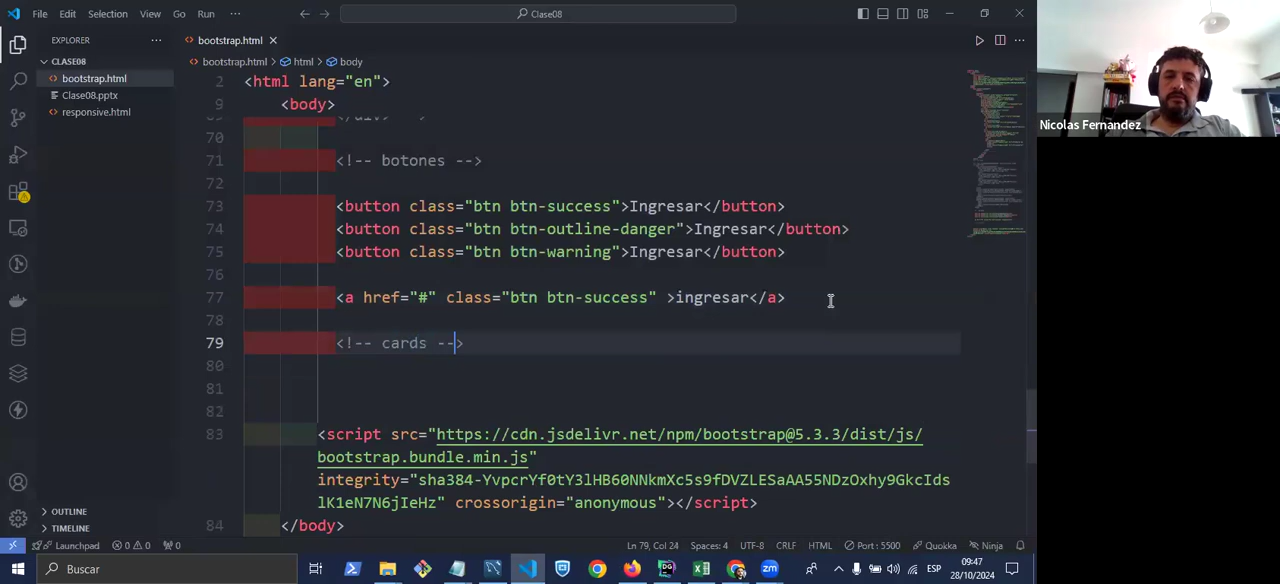 File Edit Selection View Go Run ··· Clase08
EXPLORER ···
bootstrap.html
bootstrap.html > html > body
CLASE08
bootstrap.html
Clase08.pptx
responsive.html
2 <html lang="en">
9 <body>
69 </div> -->
70
71 <!-- botones -->
72
73 <button class="btn btn-success">Ingresar</button>
74 <button class="btn btn-outline-danger">Ingresar</button>
75 <button class="btn btn-warning">Ingresar</button>
76
77 <a href="#" class="btn btn-success" >ingresar</a>
78
79 <!-- cards -->
80
81
82
83 <script src="https://cdn.jsdelivr.net/npm/bootstrap@5.3.3/dist/js/
bootstrap.bundle.min.js"
integrity="sha384-YvpcrYf0tY3lHB60NNkmXc5s9fDVZLESaAA55NDzOxhy9GkcIds
lK1eN7N6jIeHz" crossorigin="anonymous"></script>
84 </body>
OUTLINE
TIMELINE
Launchpad 0 0 0 Ln 79, Col 24 Spaces: 4 UTF-8 CRLF HTML Port : 5500 Quokka Ninja
Buscar
ESP
09:47
28/10/2024
Nicolas Fernandez